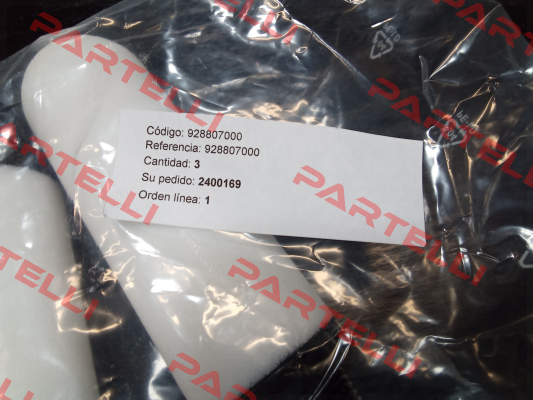 Código: 928807000
Referencia: 928807000
Cantidad: 3
Su pedido: 2400169
Orden línea: 1
PARTELLI
PARTELLI
PARTELLI
PARTELLI
PARTELLI
PARTELLI
PARTELLI
PARTELLI
PARTELLI